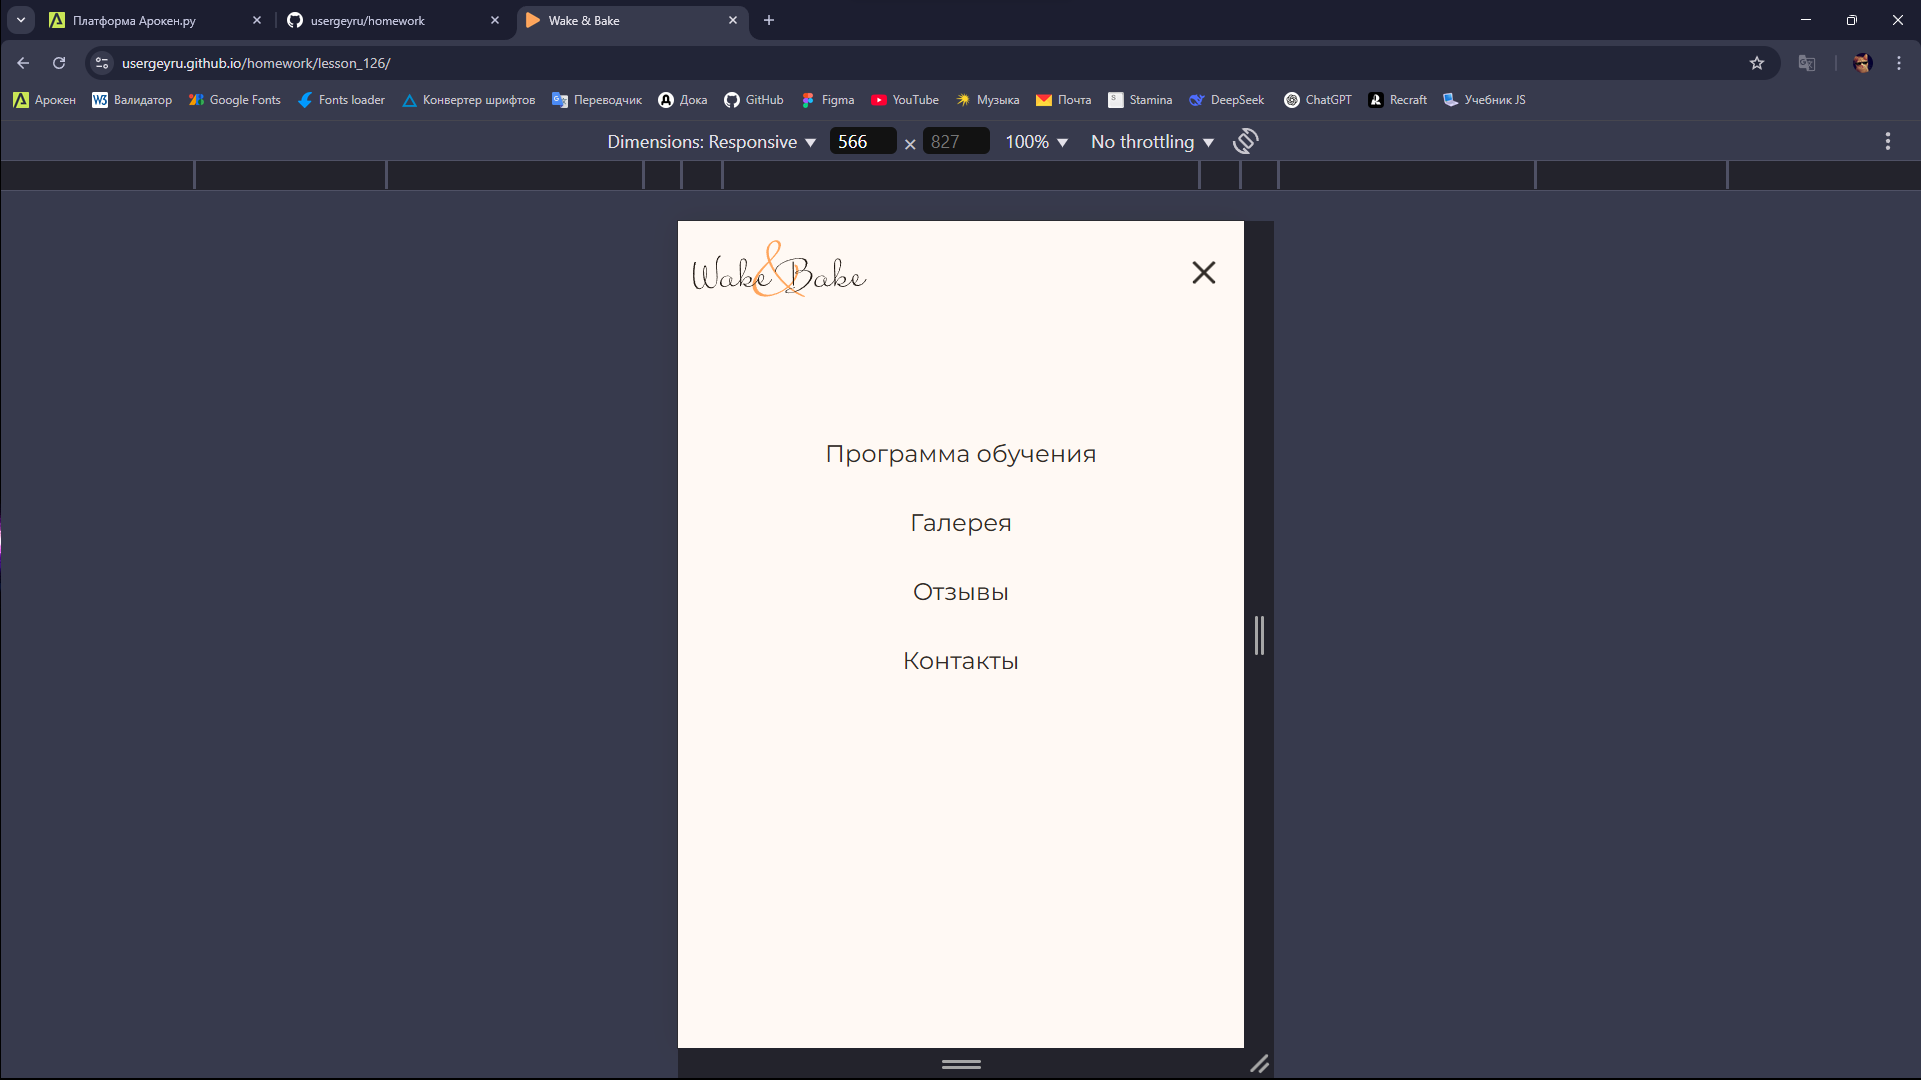 Платформа Арокен.ру
usergeyru/homework
Wake & Bake
usergeyru.github.io/homework/lesson_126/
Арокен Валидатор Google Fonts Fonts loader Конвертер шрифтов Переводчик Дока GitHub Figma YouTube Музыка Почта Stamina DeepSeek ChatGPT Recraft Учебник JS
Dimensions: Responsive 566 × 827 100% No throttling
Wake & Bake
Программа обучения
Галерея
Отзывы
Контакты